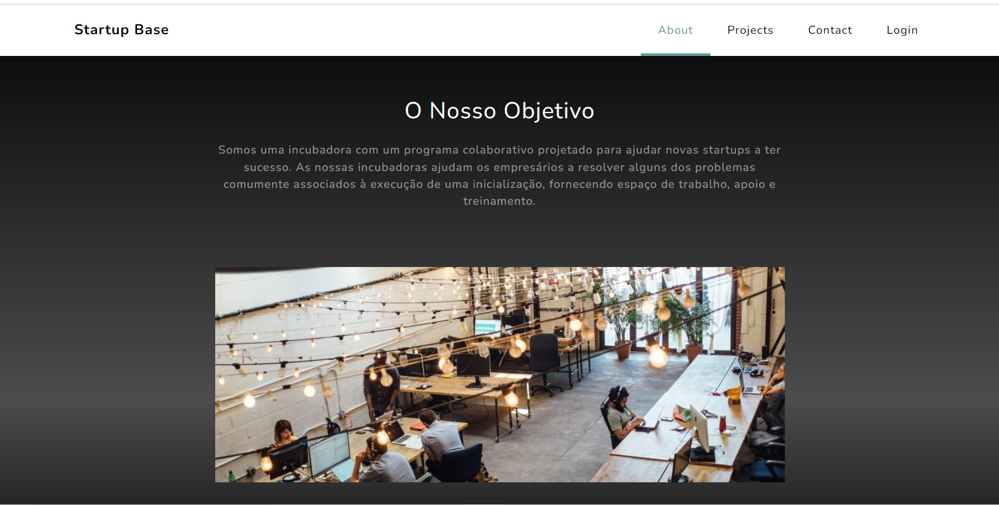 Startup Base
About
Projects
Contact
Login
O Nosso Objetivo
Somos uma incubadora com um programa colaborativo projetado para ajudar novas startups a ter
sucesso. As nossas incubadoras ajudam os empresários a resolver alguns dos problemas
comumente associados à execução de uma inicialização, fornecendo espaço de trabalho, apoio e
treinamento.